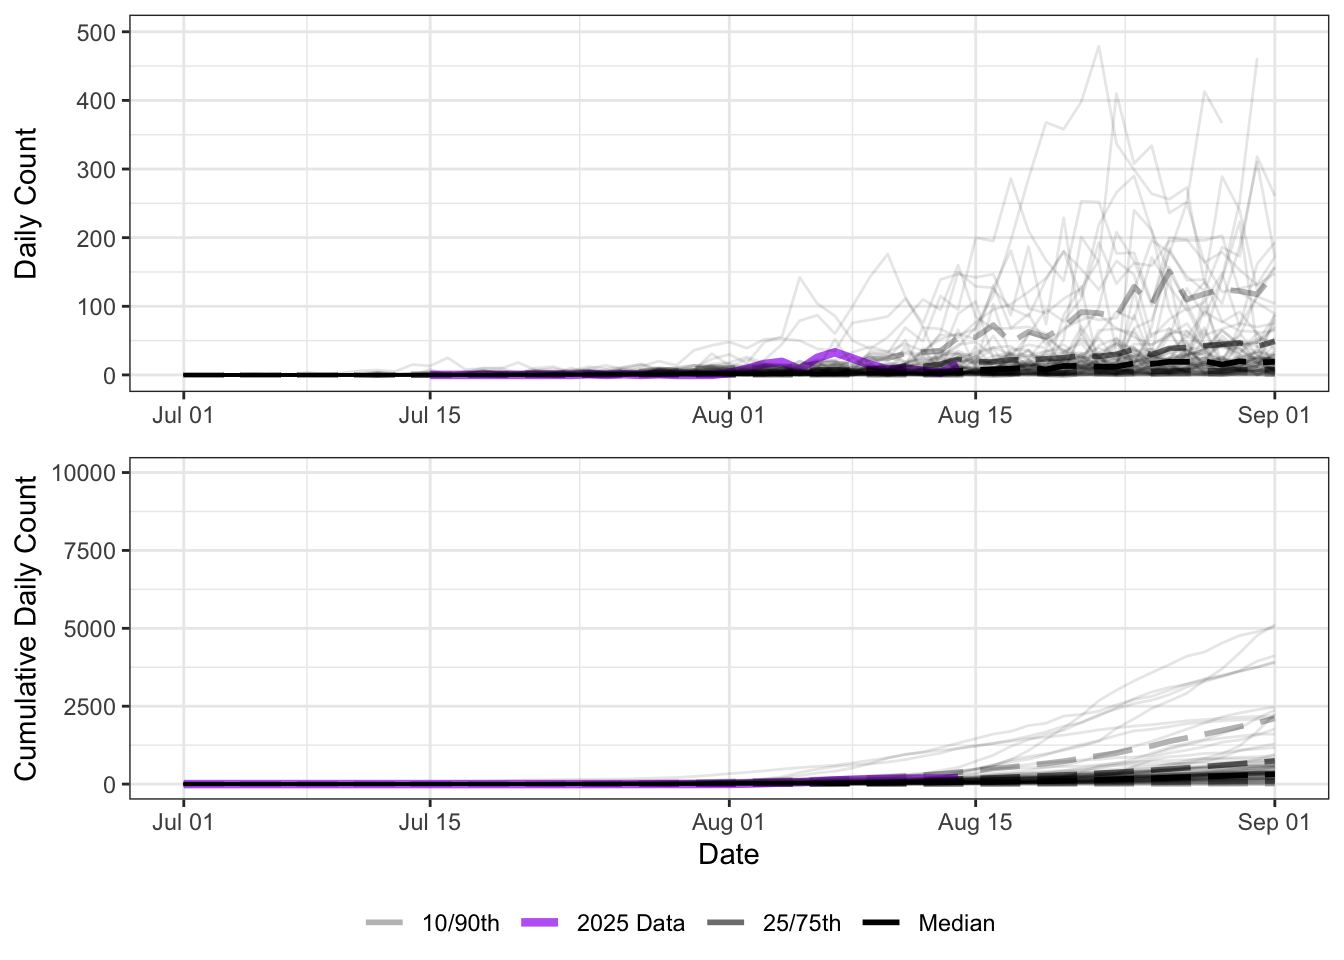 Daily Count
500
400
300
200
100
0
Jul 01 Jul 15 Aug 01 Aug 15 Sep 01
Cumulative Daily Count
10000
7500
5000
2500
0
Jul 01 Jul 15 Aug 01 Aug 15 Sep 01
Date
10/90th 2025 Data 25/75th Median